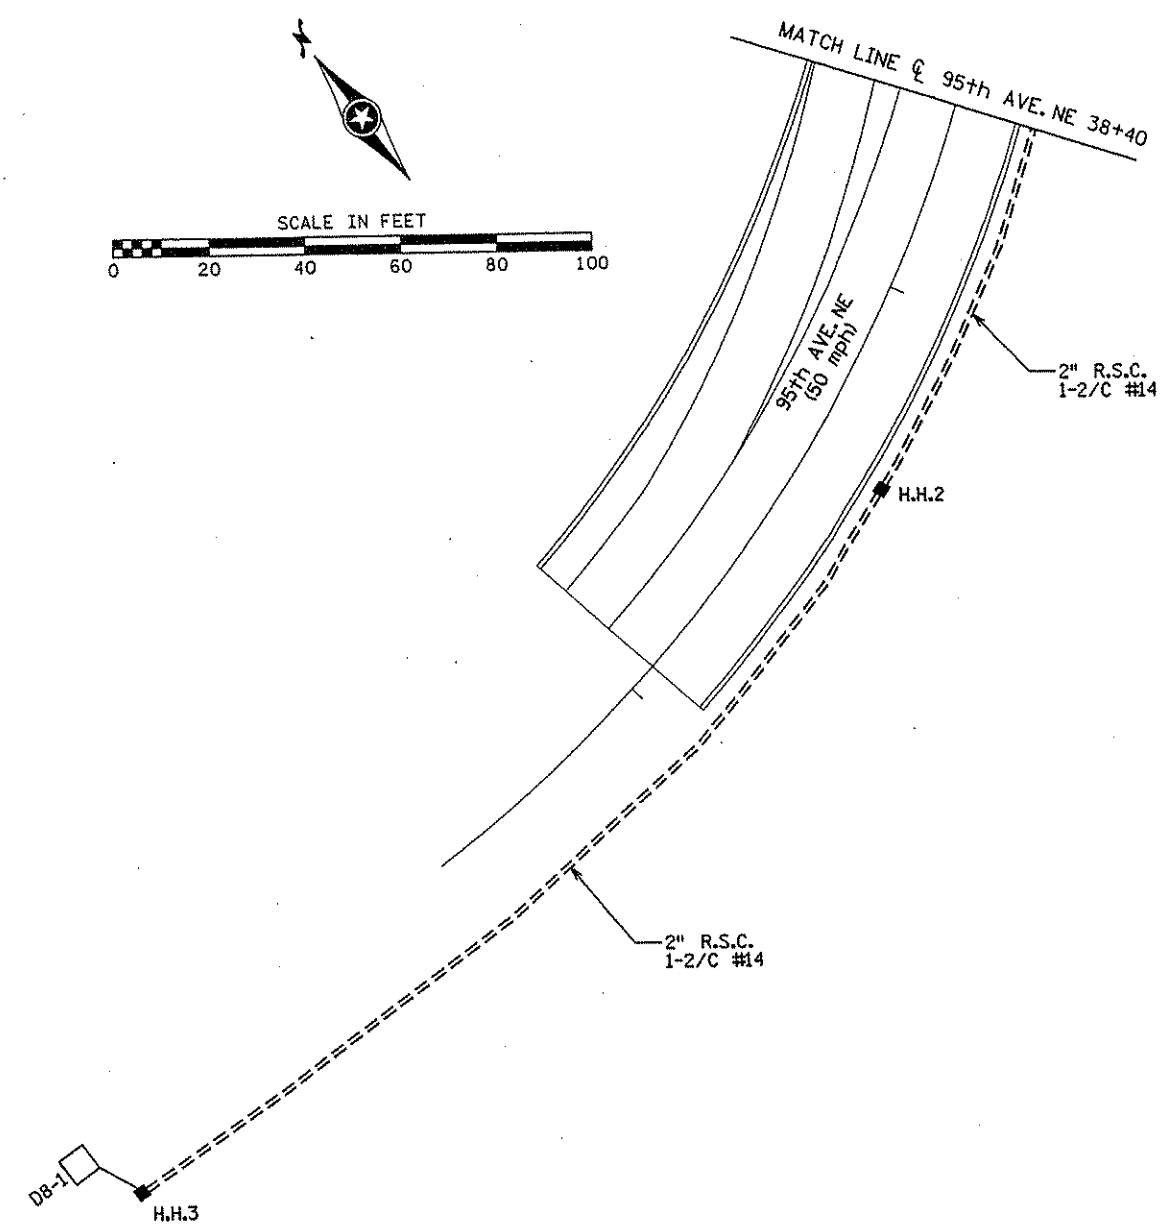 N
MATCH LINE ℄ 95th AVE. NE 38+40
SCALE IN FEET
0 20 40 60 80 100
95th AVE. NE
(50 mph)
2" R.S.C.
1-2/C #14
H.H.2
2" R.S.C.
1-2/C #14
D8-1
H.H.3